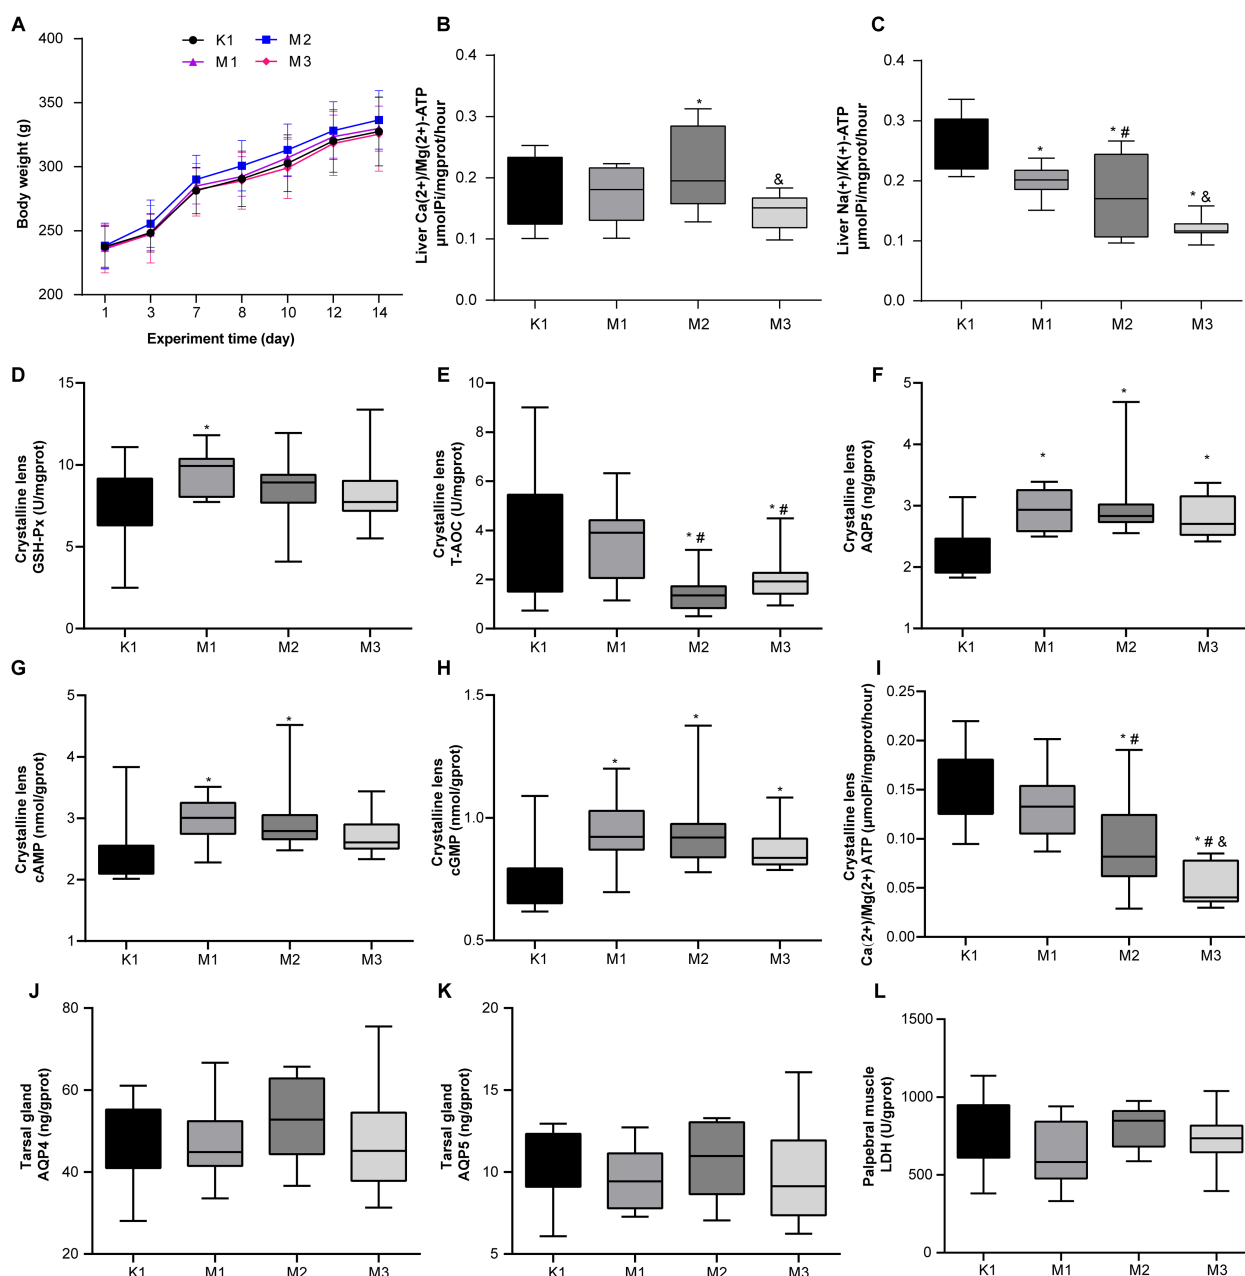 A
K1
M2
M1
M3
Body weight (g)
400
350
300
250
200
1 3 7 8 10 12 14
Experiment time (day)
B
Liver Ca(2+)/Mg(2+)-ATP
µmolPi/mgprot/hour
0.4
0.3
0.2
0.1
0.0
*
&
K1 M1 M2 M3
C
Liver Na(+)/K(+)-ATP
µmolPi/mgprot/hour
0.4
0.3
0.2
0.1
0.0
*
* #
* &
K1 M1 M2 M3
D
Crystalline lens
GSH-Px (U/mgprot)
15
10
5
0
*
K1 M1 M2 M3
E
Crystalline lens
T-AOC (U/mgprot)
10
8
6
4
2
0
* #
* #
K1 M1 M2 M3
F
Crystalline lens
AQP5 (ng/gprot)
5
4
3
2
1
*
*
*
K1 M1 M2 M3
G
Crystalline lens
cAMP (nmol/gprot)
5
4
3
2
1
*
*
K1 M1 M2 M3
H
Crystalline lens
cGMP (nmol/gprot)
1.5
1.0
0.5
*
*
*
K1 M1 M2 M3
I
Crystalline lens
Ca(2+)/Mg(2+) ATP (µmolPi/mgprot/hour)
0.25
0.20
0.15
0.10
0.05
0.00
* #
* # &
K1 M1 M2 M3
J
Tarsal gland
AQP4 (ng/gprot)
80
60
40
20
K1 M1 M2 M3
K
Tarsal gland
AQP5 (ng/gprot)
20
15
10
5
K1 M1 M2 M3
L
Palpebral muscle
LDH (U/gprot)
1500
1000
500
0
K1 M1 M2 M3